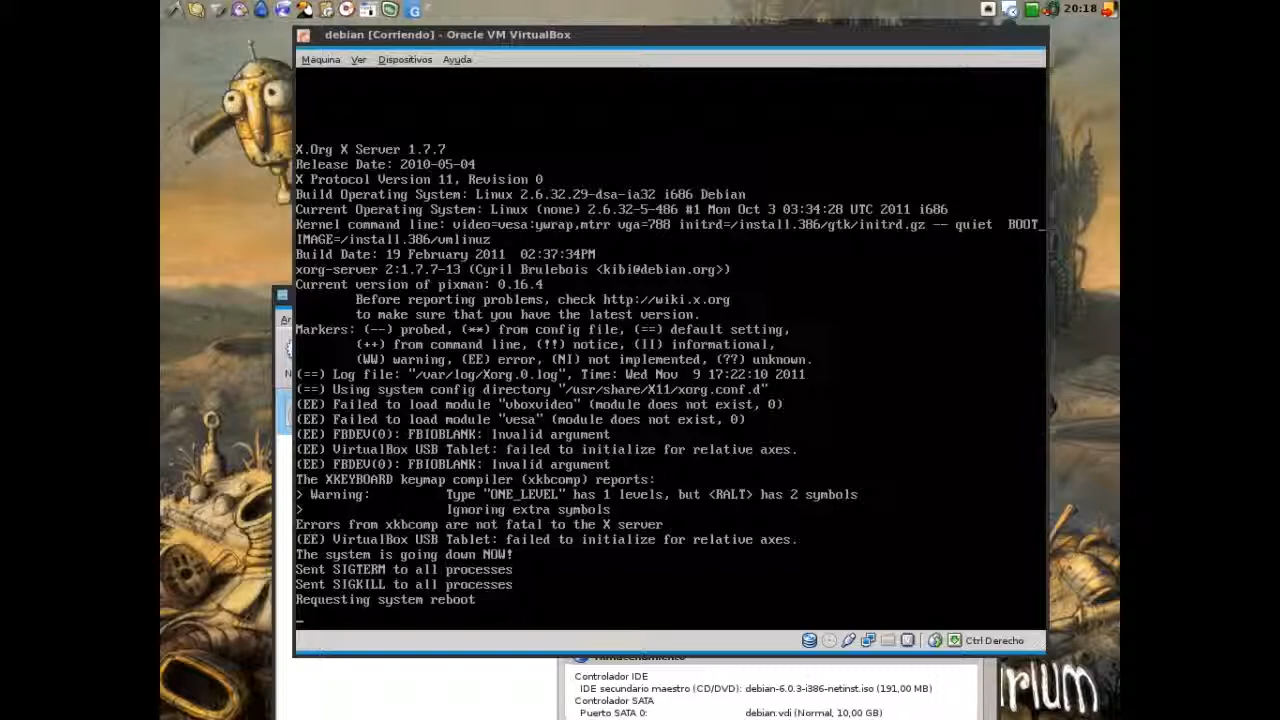 20:18
debian [Corriendo] - Oracle VM VirtualBox
Máquina Ver Dispositivos Ayuda
X.Org X Server 1.7.7
Release Date: 2010-05-04
X Protocol Version 11, Revision 0
Build Operating System: Linux 2.6.32.29-dsa-ia32 i686 Debian
Current Operating System: Linux (none) 2.6.32-5-486 #1 Mon Oct 3 03:34:28 UTC 2011 i686
Kernel command line: video=vesa:ywrap,mtrr vga=788 initrd=/install.386/gtk/initrd.gz -- quiet  BOOT_
IMAGE=/install.386/vmlinuz
Build Date: 19 February 2011  02:37:34PM
xorg-server 2:1.7.7-13 (Cyril Brulebois <kibi@debian.org>)
Current version of pixman: 0.16.4
Before reporting problems, check http://wiki.x.org
to make sure that you have the latest version.
Markers: (--) probed, (**) from config file, (==) default setting,
(++) from command line, (!!) notice, (II) informational,
(WW) warning, (EE) error, (NI) not implemented, (??) unknown.
(==) Log file: "/var/log/Xorg.0.log", Time: Wed Nov  9 17:22:10 2011
(==) Using system config directory "/usr/share/X11/xorg.conf.d"
(EE) Failed to load module "vboxvideo" (module does not exist, 0)
(EE) Failed to load module "vesa" (module does not exist, 0)
(EE) FBDEV(0): FBIOBLANK: Invalid argument
(EE) VirtualBox USB Tablet: failed to initialize for relative axes.
(EE) FBDEV(0): FBIOBLANK: Invalid argument
The XKEYBOARD keymap compiler (xkbcomp) reports:
> Warning:          Type "ONE_LEVEL" has 1 levels, but <RALT> has 2 symbols
>                   Ignoring extra symbols
Errors from xkbcomp are not fatal to the X server
(EE) VirtualBox USB Tablet: failed to initialize for relative axes.
The system is going down NOW!
Sent SIGTERM to all processes
Sent SIGKILL to all processes
Requesting system reboot
Ctrl Derecho
Controlador IDE
IDE secundario maestro (CD/DVD): debian-6.0.3-i386-netinst.iso (191,00 MB)
Controlador SATA
Puerto SATA 0: debian.vdi (Normal, 10,00 GB)